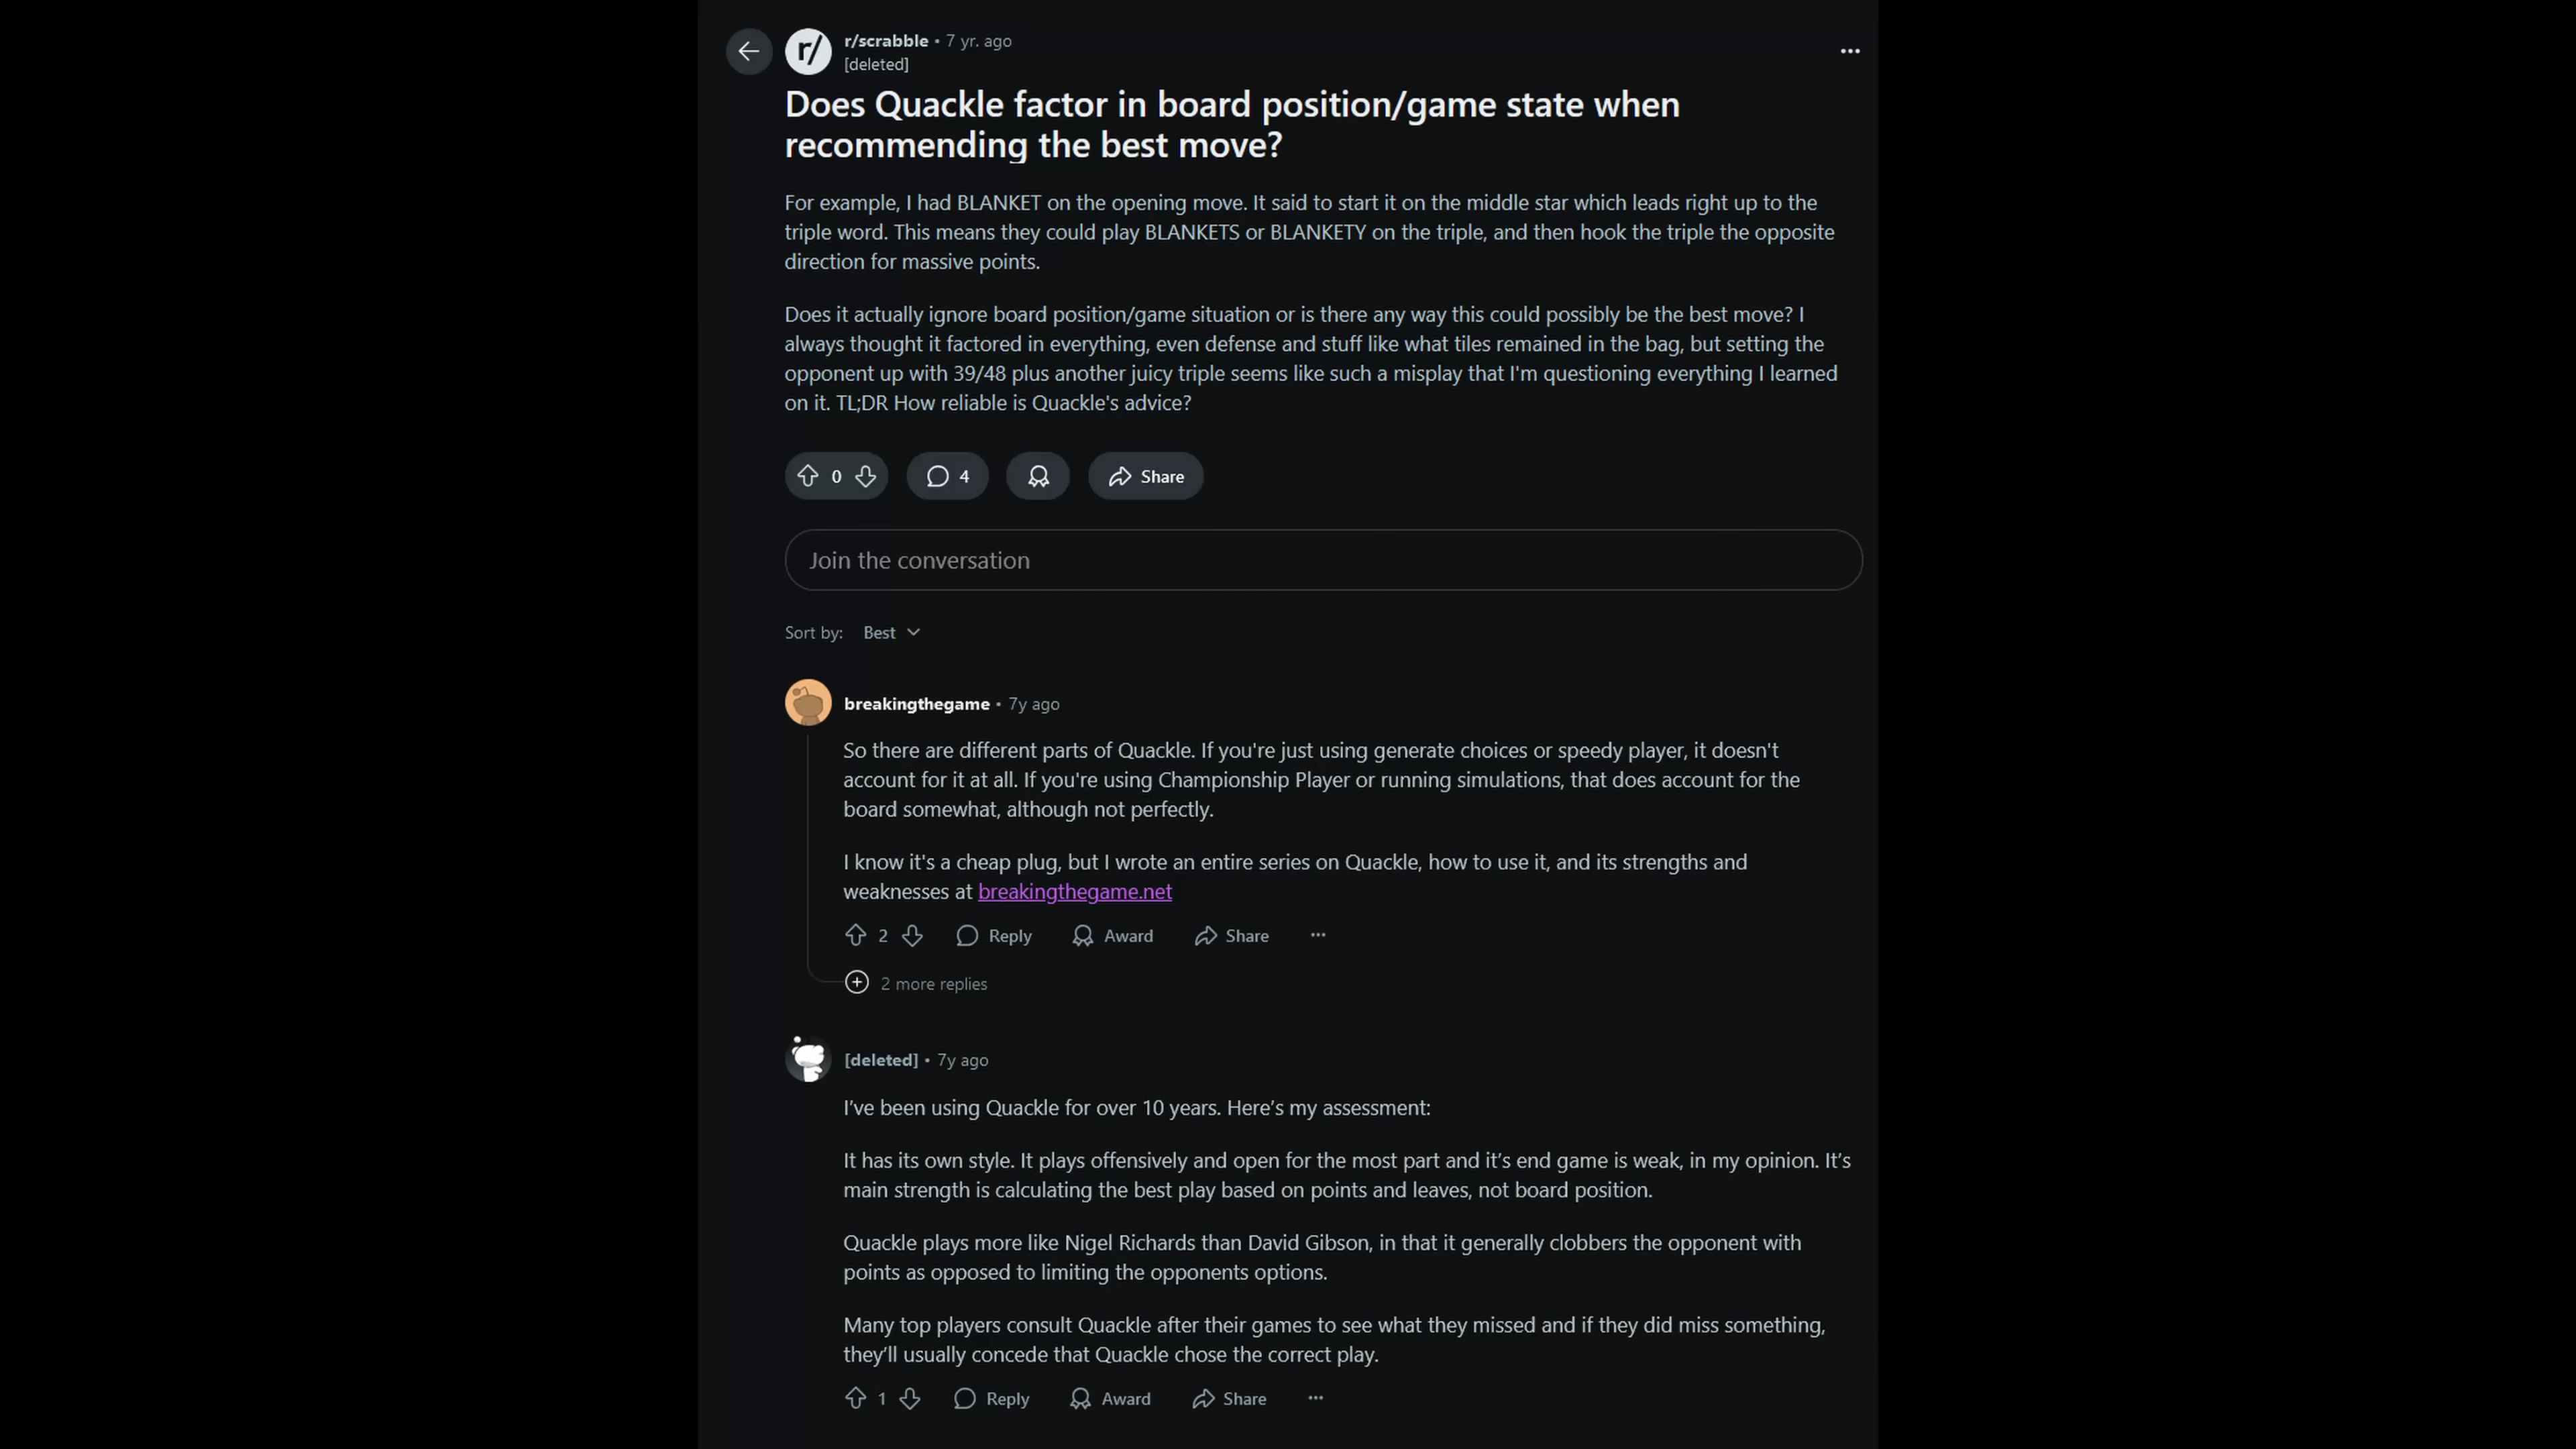 r/scrabble • 7 yr. ago
[deleted]
Does Quackle factor in board position/game state when
recommending the best move?
For example, I had BLANKET on the opening move. It said to start it on the middle star which leads right up to the
triple word. This means they could play BLANKETS or BLANKETY on the triple, and then hook the triple the opposite
direction for massive points.
Does it actually ignore board position/game situation or is there any way this could possibly be the best move? I
always thought it factored in everything, even defense and stuff like what tiles remained in the bag, but setting the
opponent up with 39/48 plus another juicy triple seems like such a misplay that I'm questioning everything I learned
on it. TL;DR How reliable is Quackle's advice?
0 4 Share
Join the conversation
Sort by: Best
breakingthegame • 7y ago
So there are different parts of Quackle. If you're just using generate choices or speedy player, it doesn't
account for it at all. If you're using Championship Player or running simulations, that does account for the
board somewhat, although not perfectly.
I know it's a cheap plug, but I wrote an entire series on Quackle, how to use it, and its strengths and
weaknesses at breakingthegame.net
2 Reply Award Share
2 more replies
[deleted] • 7y ago
I’ve been using Quackle for over 10 years. Here’s my assessment:
It has its own style. It plays offensively and open for the most part and it’s end game is weak, in my opinion. It’s
main strength is calculating the best play based on points and leaves, not board position.
Quackle plays more like Nigel Richards than David Gibson, in that it generally clobbers the opponent with
points as opposed to limiting the opponents options.
Many top players consult Quackle after their games to see what they missed and if they did miss something,
they’ll usually concede that Quackle chose the correct play.
1 Reply Award Share